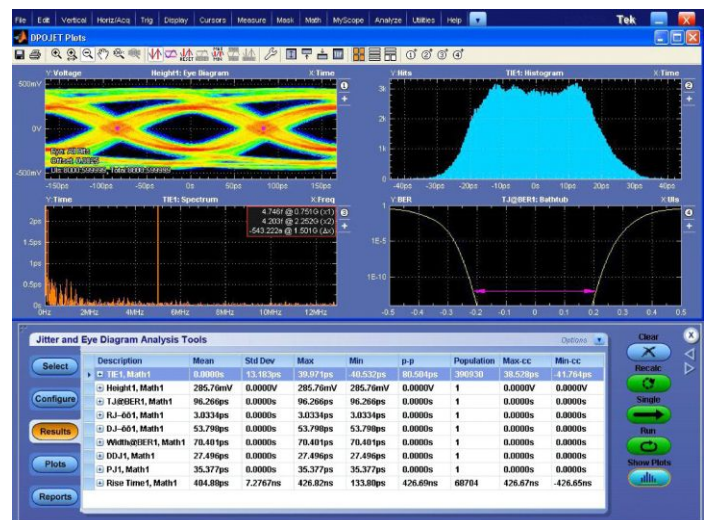 File Edit Vertical Horiz/Acq Trig Display Cursors Measure Mask Math MyScope Analyze Utilities Help Tek
DPOJET Plots
Y:Voltage Height1: Eye Diagram X:Time
500mV
0V
-500mV
-150ps -100ps -50ps 0s 50ps 100ps 150ps
Y:Hits TIE1: Histogram X:Time
3k
2k
1k
0
-40ps -30ps -20ps -10ps 0s 10ps 20ps 30ps 40ps
Y:Time TIE1: Spectrum X:Freq
4.746f @ 0.751G (x1)
4.203f @ 2.252G (x2)
-543.222a @ 1.501G (Δx)
2ps
1.5ps
1ps
0.5ps
0s
0Hz 2MHz 4MHz 6MHz 8MHz 10MHz 12MHz
Y:BER TJ@BER1: Bathtub X:UIs
1
1E-5
1E-10
-0.5 -0.4 -0.3 -0.2 -0.1 0.0 0.1 0.2 0.3 0.4 0.5
Jitter and Eye Diagram Analysis Tools
Options
Clear
Select
Configure
Results
Plots
Reports
Description Mean Std Dev Max Min p-p Population Max-cc Min-cc
TIE1, Math1 0.0000s 13.183ps 39.971ps -40.532ps 80.504ps 390930 38.528ps -41.764ps
Height1, Math1 285.76mV 0.0000V 285.76mV 285.76mV 0.0000V 1 0.0000V 0.0000V
TJ@BER1, Math1 96.266ps 0.0000s 96.266ps 96.266ps 0.0000s 1 0.0000s 0.0000s
RJ-δδ1, Math1 3.0334ps 0.0000s 3.0334ps 3.0334ps 0.0000s 1 0.0000s 0.0000s
DJ-δδ1, Math1 53.798ps 0.0000s 53.798ps 53.798ps 0.0000s 1 0.0000s 0.0000s
Width@BER1, Math1 70.401ps 0.0000s 70.401ps 70.401ps 0.0000s 1 0.0000s 0.0000s
DDJ1, Math1 27.496ps 0.0000s 27.496ps 27.496ps 0.0000s 1 0.0000s 0.0000s
PJ1, Math1 35.377ps 0.0000s 35.377ps 35.377ps 0.0000s 1 0.0000s 0.0000s
Rise Time1, Math1 404.88ps 7.2767ns 426.82ns 133.80ps 426.69ns 68704 426.67ns -426.65ns
Recalc
Single
Run
Show Plots